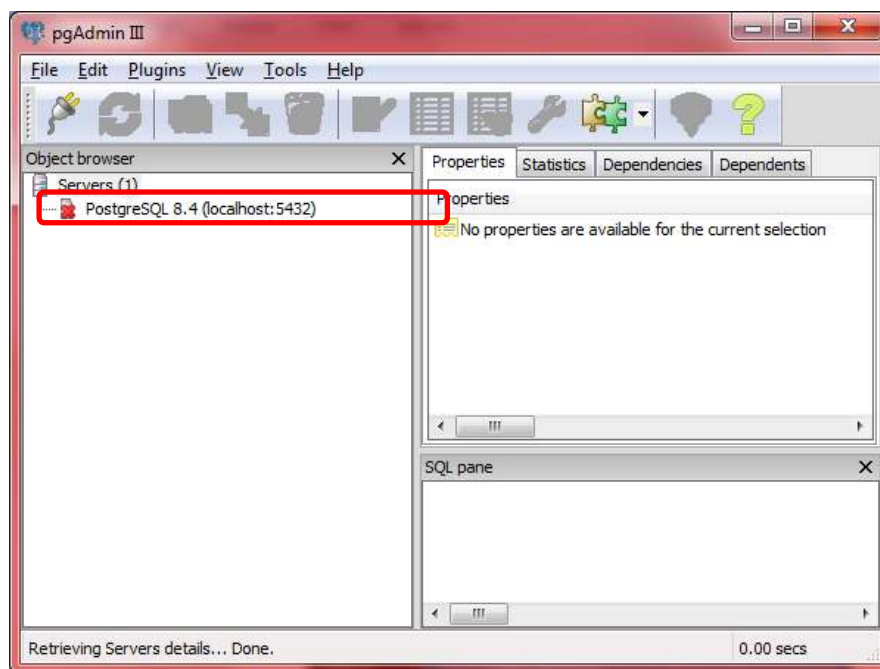 pgAdmin III
File Edit Plugins View Tools Help
Object browser
Servers (1)
PostgreSQL 8.4 (localhost:5432)
Properties Statistics Dependencies Dependents
Properties
No properties are available for the current selection
SQL pane
Retrieving Servers details... Done.
0.00 secs